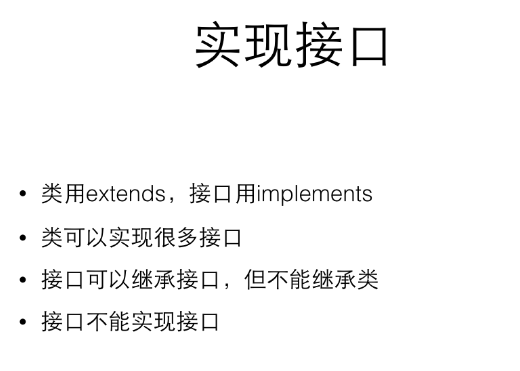 实现接口
• 类用extends，接口用implements
• 类可以实现很多接口
• 接口可以继承接口，但不能继承类
• 接口不能实现接口